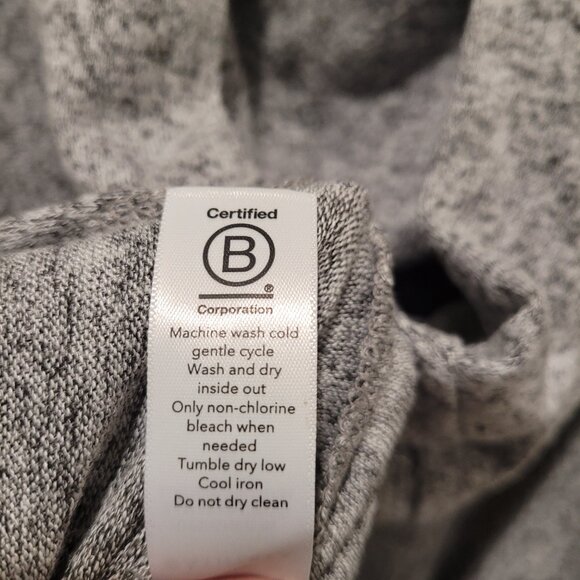 Certified
B
®
Corporation
Machine wash cold
gentle cycle
Wash and dry
inside out
Only non-chlorine
bleach when
needed
Tumble dry low
Cool iron
Do not dry clean